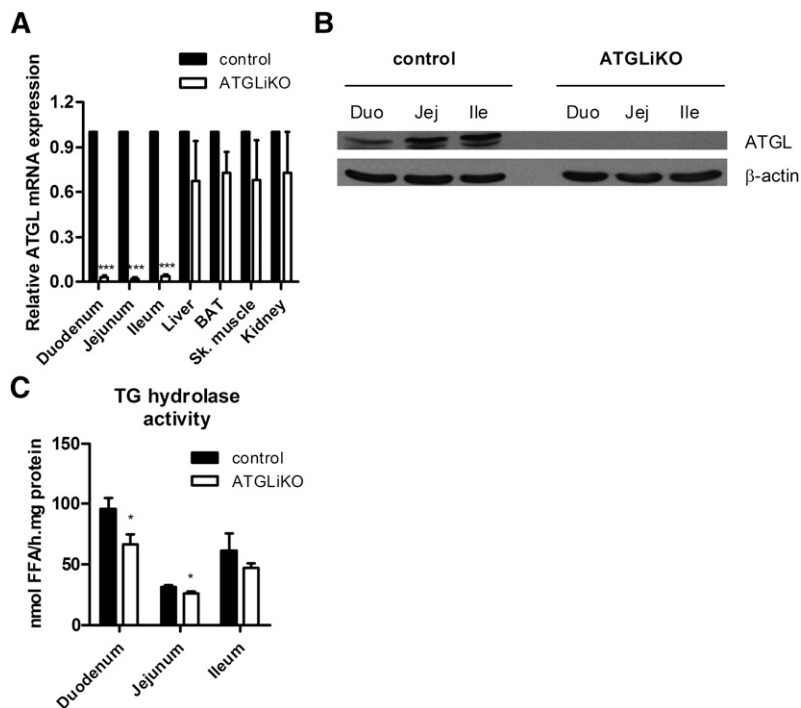 A
control
ATGLiKO
Relative ATGL mRNA expression
1.2
0.9
0.6
0.3
0.0
***
***
***
Duodenum
Jejunum
Ileum
Liver
BAT
Sk. muscle
Kidney
B
control ATGLiKO
Duo Jej Ile Duo Jej Ile
ATGL
β-actin
C
TG hydrolase
activity
control
ATGLiKO
nmol FFA/h.mg protein
150
100
50
0
*
*
Duodenum
Jejunum
Ileum